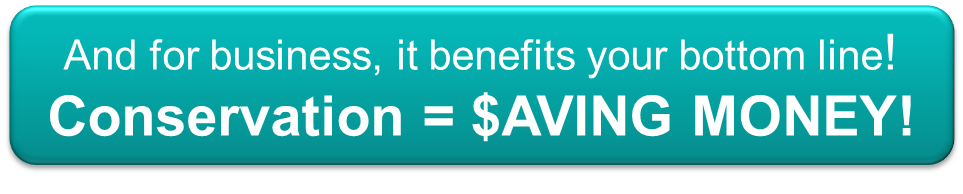 And for business, it benefits your bottom line!
Conservation = $AVING MONEY!